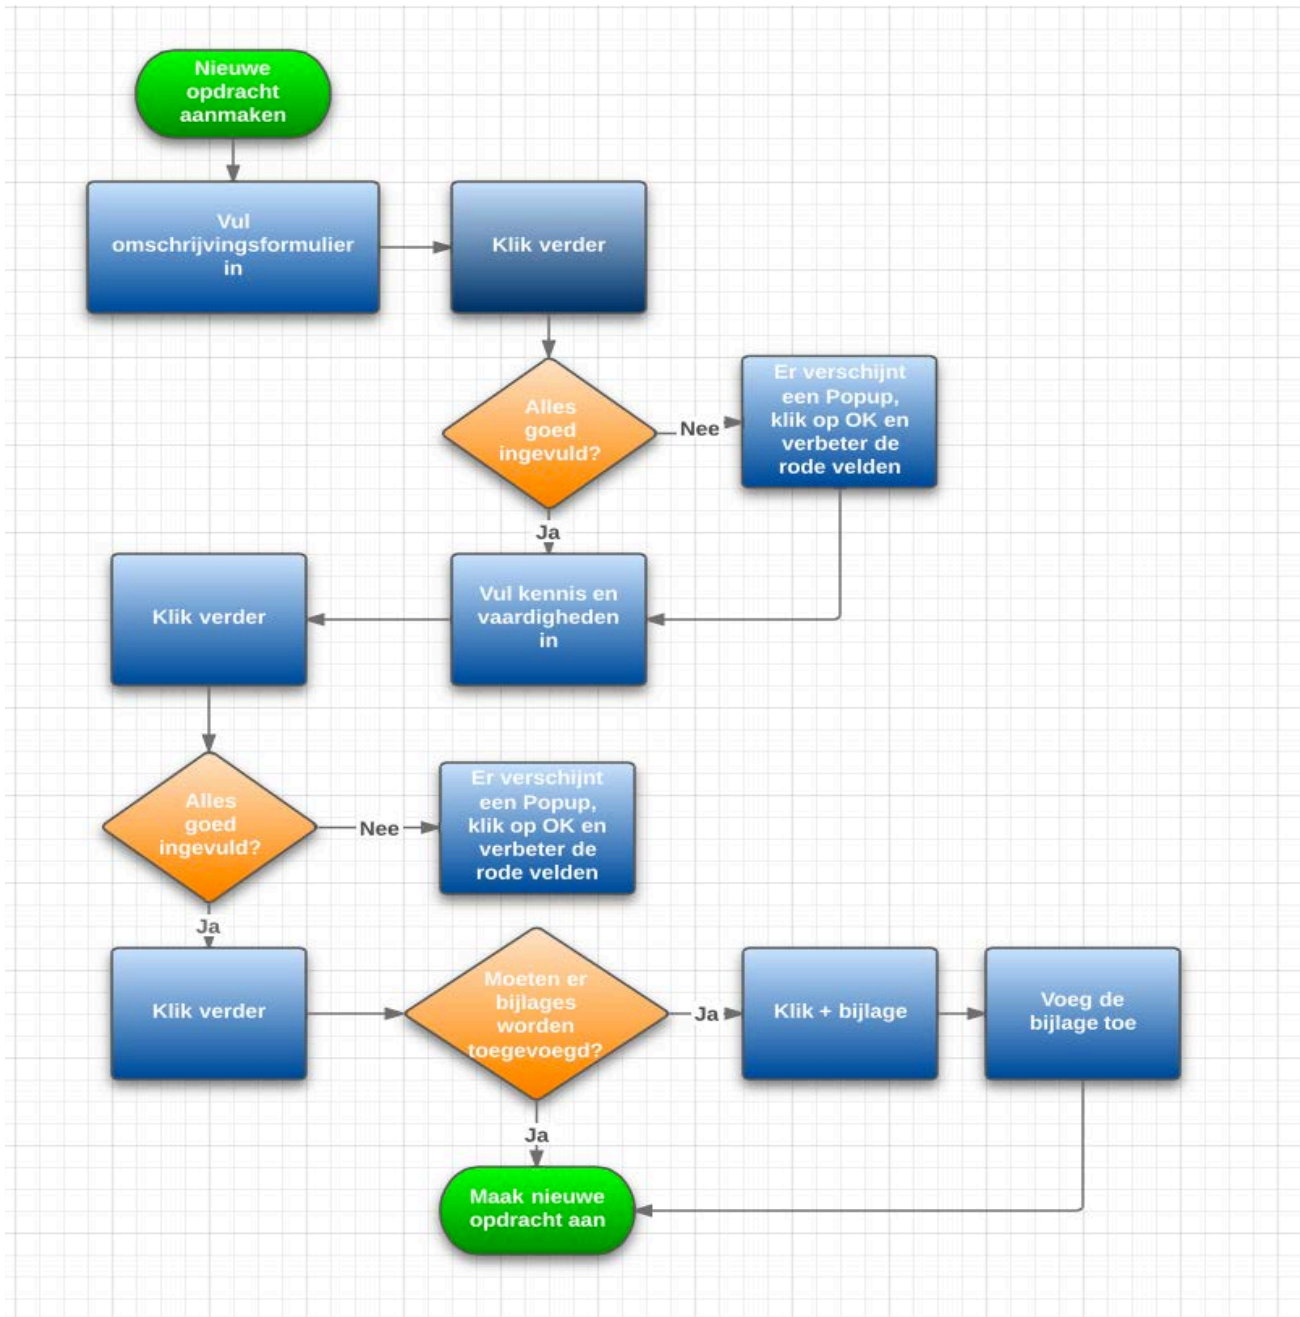 Nieuwe
opdracht
aanmaken
Vul
omschrijvingsformulier
in
Klik verder
Alles
goed
ingevuld?
Nee
Er verschijnt
een Popup,
klik op OK en
verbeter de
rode velden
Ja
Vul kennis en
vaardigheden
in
Klik verder
Alles
goed
ingevuld?
Nee
Er verschijnt
een Popup,
klik op OK en
verbeter de
rode velden
Ja
Klik verder
Moeten er
bijlages
worden
toegevoegd?
Ja
Klik + bijlage
Voeg de
bijlage toe
Ja
Maak nieuwe
opdracht aan